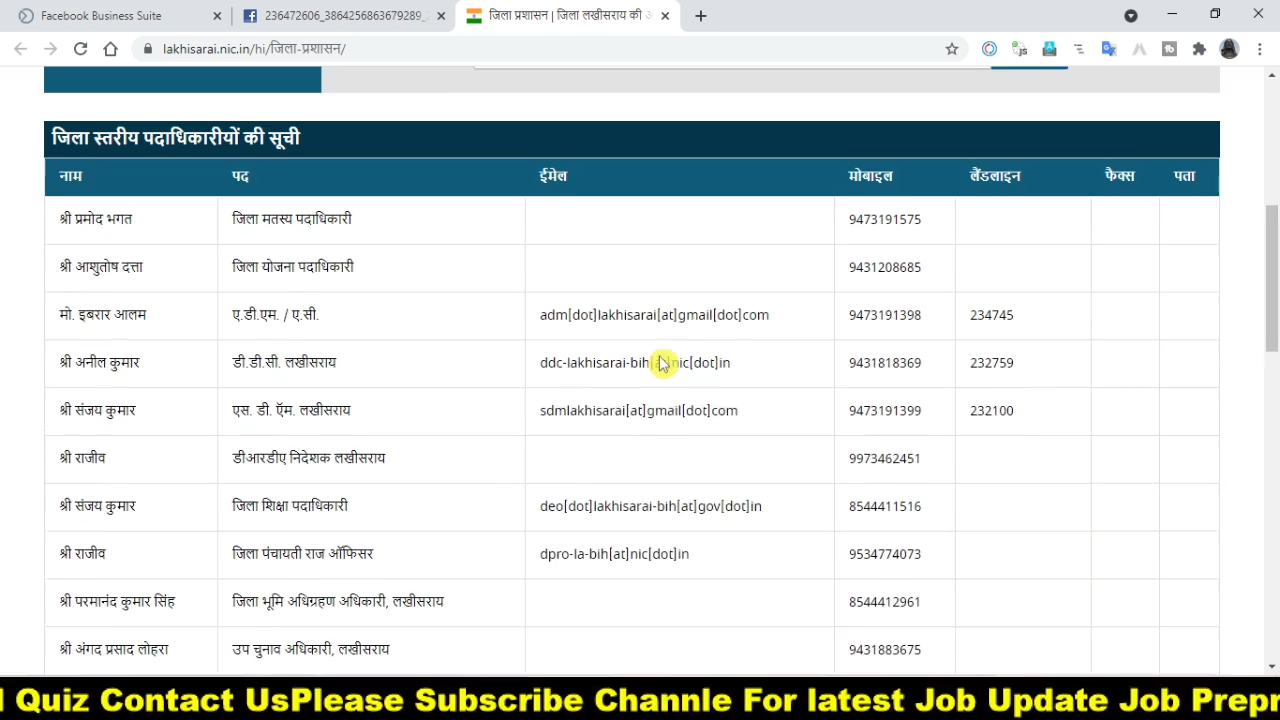 Facebook Business Suite
236472606_3864256863679289_
जिला प्रशासन | जिला लखीसराय की
lakhisarai.nic.in/hi/जिला-प्रशासन/
जिला स्तरीय पदाधिकारीयों की सूची
नाम पद ईमेल मोबाइल लैंडलाइन फैक्स पता
श्री प्रमोद भगत जिला मतस्य पदाधिकारी 9473191575
श्री आशुतोष दत्ता जिला योजना पदाधिकारी 9431208685
मो. इबरार आलम ए.डी.एम. / ए.सी. adm[dot]lakhisarai[at]gmail[dot]com 9473191398 234745
श्री अनील कुमार डी.डी.सी. लखीसराय ddc-lakhisarai-bih[at]nic[dot]in 9431818369 232759
श्री संजय कुमार एस. डी. ऍम. लखीसराय sdmlakhisarai[at]gmail[dot]com 9473191399 232100
श्री राजीव डीआरडीए निदेशक लखीसराय 9973462451
श्री संजय कुमार जिला शिक्षा पदाधिकारी deo[dot]lakhisarai-bih[at]gov[dot]in 8544411516
श्री राजीव जिला पंचायती राज ऑफिसर dpro-la-bih[at]nic[dot]in 9534774073
श्री परमानंद कुमार सिंह जिला भूमि अधिग्रहण अधिकारी, लखीसराय 8544412961
श्री अंगद प्रसाद लोहरा उप चुनाव अधिकारी, लखीसराय 9431883675
Quiz Contact UsPlease Subscribe Channle For latest Job Update Job Prepr